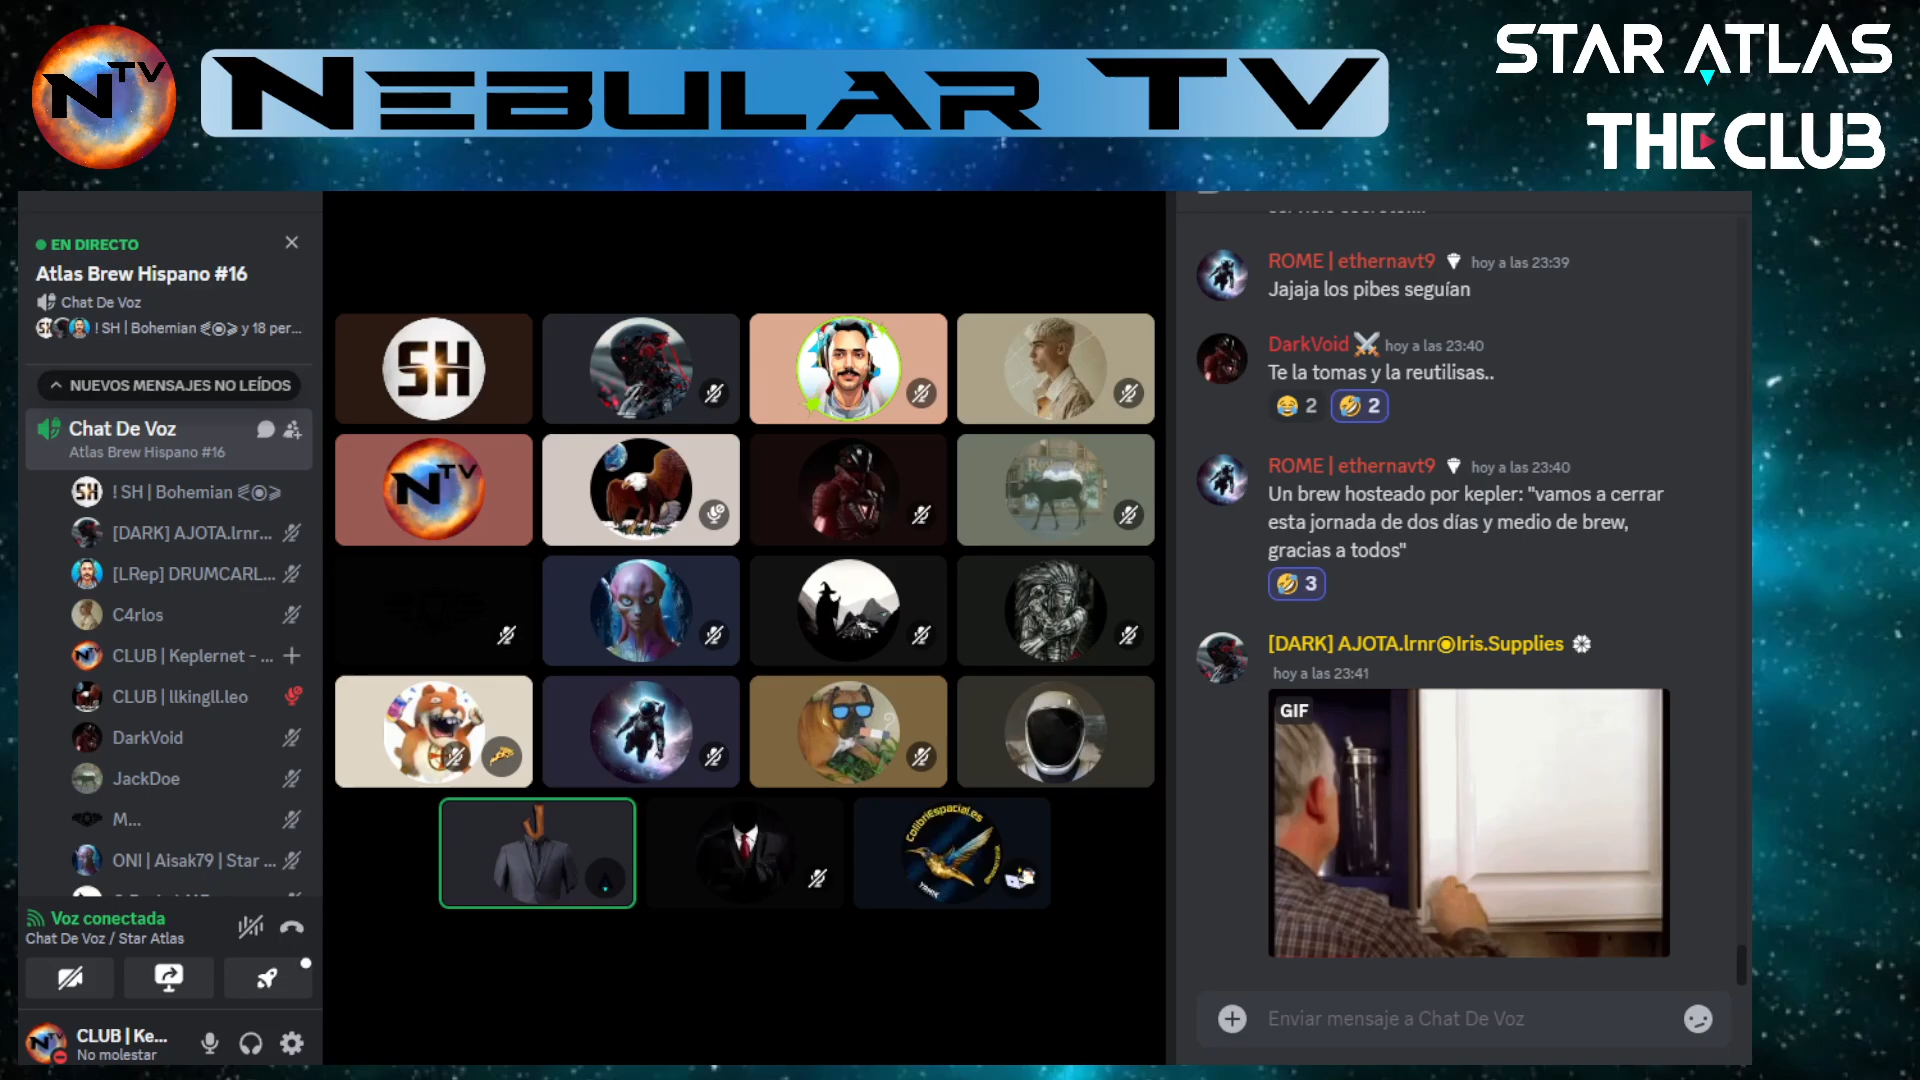 NTV
NEBULAR TV
STAR ATLAS
THE CLUB
EN DIRECTO
Atlas Brew Hispano #16
Chat De Voz
! SH | Bohemian y 18 per...
NUEVOS MENSAJES NO LEÍDOS
Chat De Voz
Atlas Brew Hispano #16
SH
! SH | Bohemian
[DARK] AJOTA.lrnr...
[LRep] DRUMCARL...
C4rlos
CLUB | Keplernet - ...
CLUB | llkingll.leo
DarkVoid
JackDoe
M...
ONI | Aisak79 | Star ...
Voz conectada
Chat De Voz / Star Atlas
CLUB | Ke...
No molestar
SH
NTV
ColibriEspacial.es
ROME | ethernavt9 hoy a las 23:39
Jajaja los pibes seguían
DarkVoid hoy a las 23:40
Te la tomas y la reutilisas..
2 2
ROME | ethernavt9 hoy a las 23:40
Un brew hosteado por kepler: "vamos a cerrar
esta jornada de dos días y medio de brew,
gracias a todos"
3
[DARK] AJOTA.lrnr◉Iris.Supplies
hoy a las 23:41
GIF
Enviar mensaje a Chat De Voz